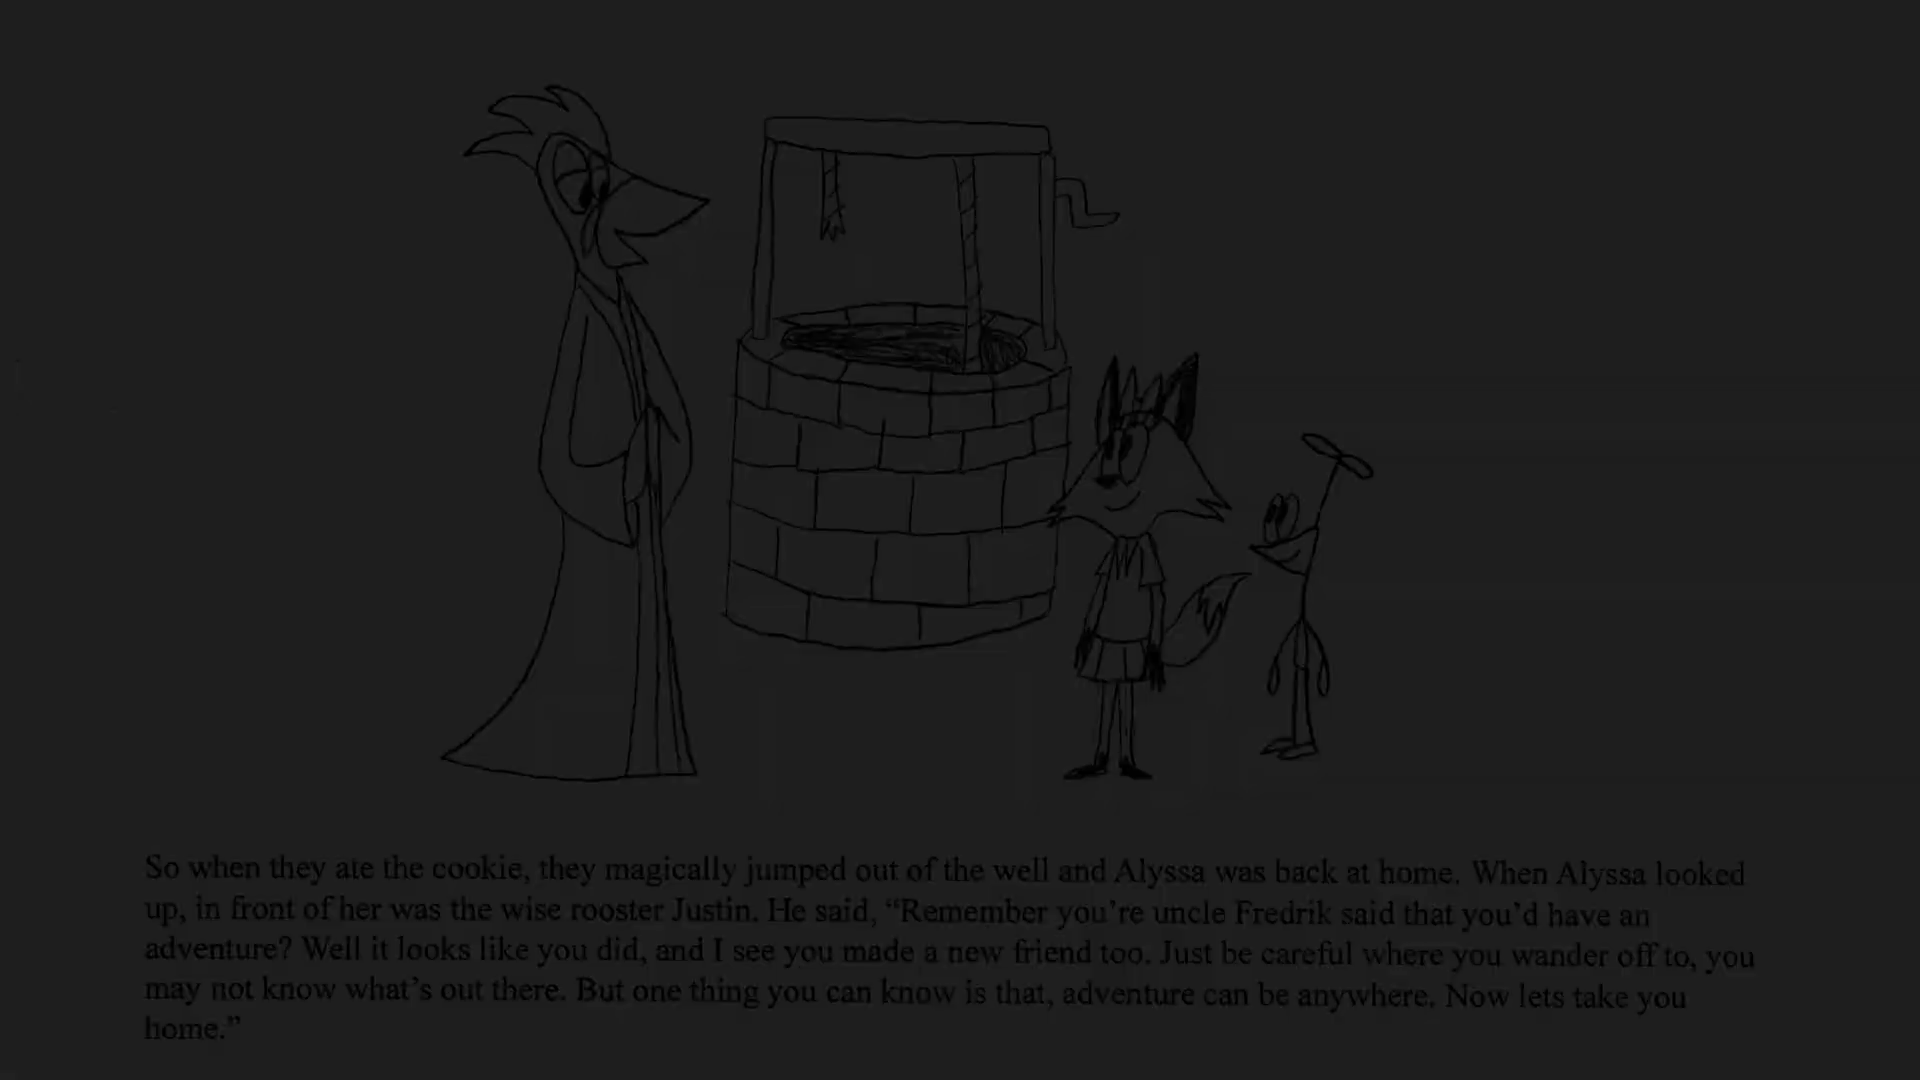 So when they ate the cookie, they magically jumped out of the well and Alyssa was back at home. When Alyssa looked
up, in front of her was the wise rooster Justin. He said, “Remember you’re uncle Fredrik said that you’d have an
adventure? Well it looks like you did, and I see you made a new friend too. Just be careful where you wander off to, you
may not know what’s out there. But one thing you can know is that, adventure can be anywhere. Now lets take you
home.”